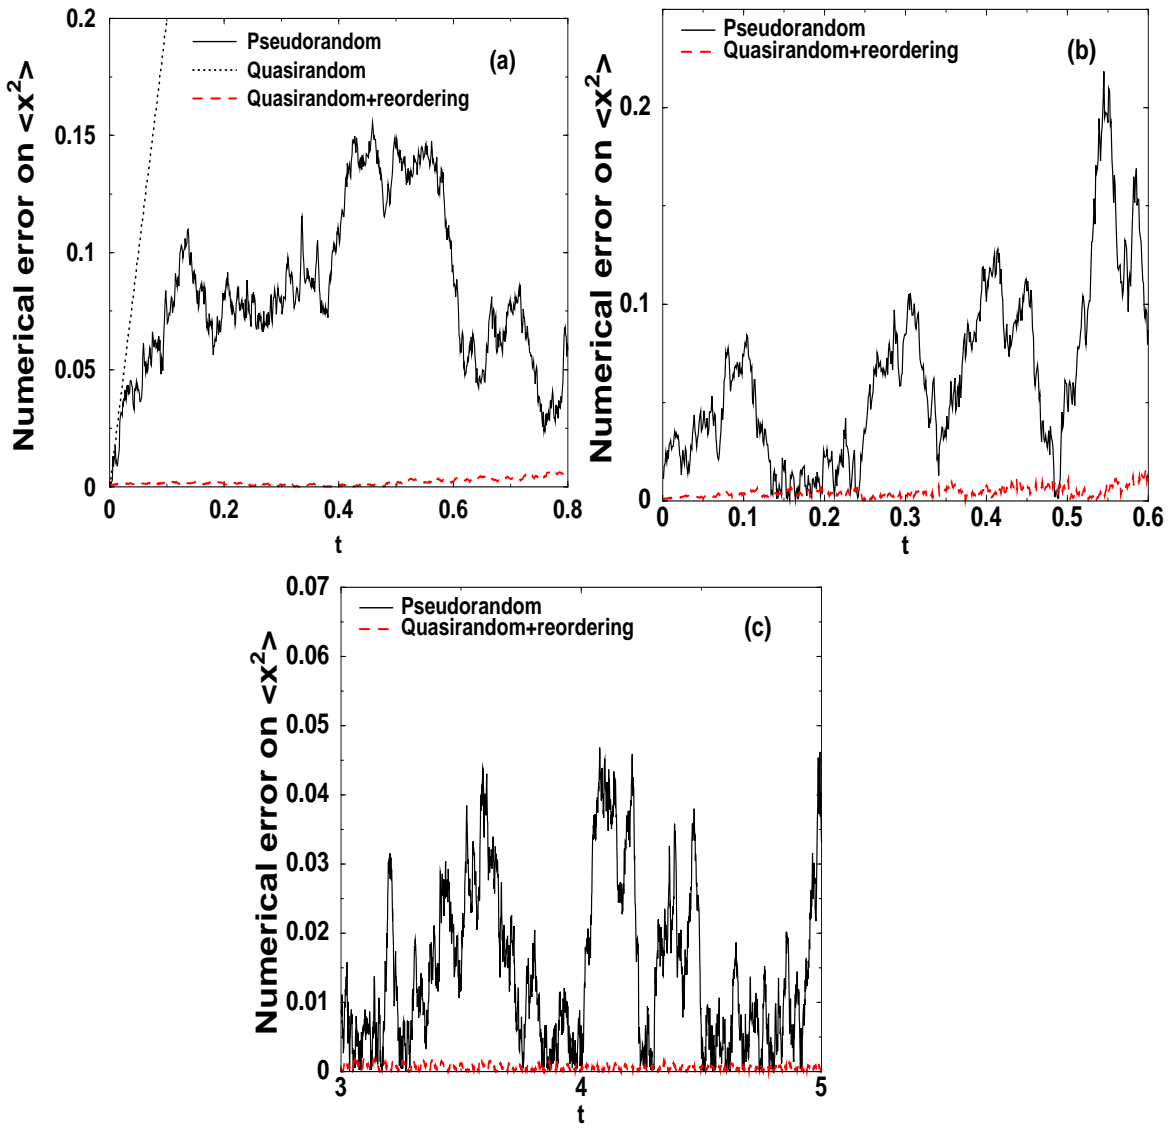 Numerical error on <x²>
0.2
0.15
0.1
0.05
0
Pseudorandom
Quasirandom
Quasirandom+reordering
(a)
0 0.2 0.4 0.6 0.8
t
Numerical error on <x²>
0.2
0.1
0
Pseudorandom
Quasirandom+reordering
(b)
0 0.1 0.2 0.3 0.4 0.5 0.6
t
Numerical error on <x²>
0.07
0.06
0.05
0.04
0.03
0.02
0.01
0
Pseudorandom
Quasirandom+reordering
(c)
3 4 5
t